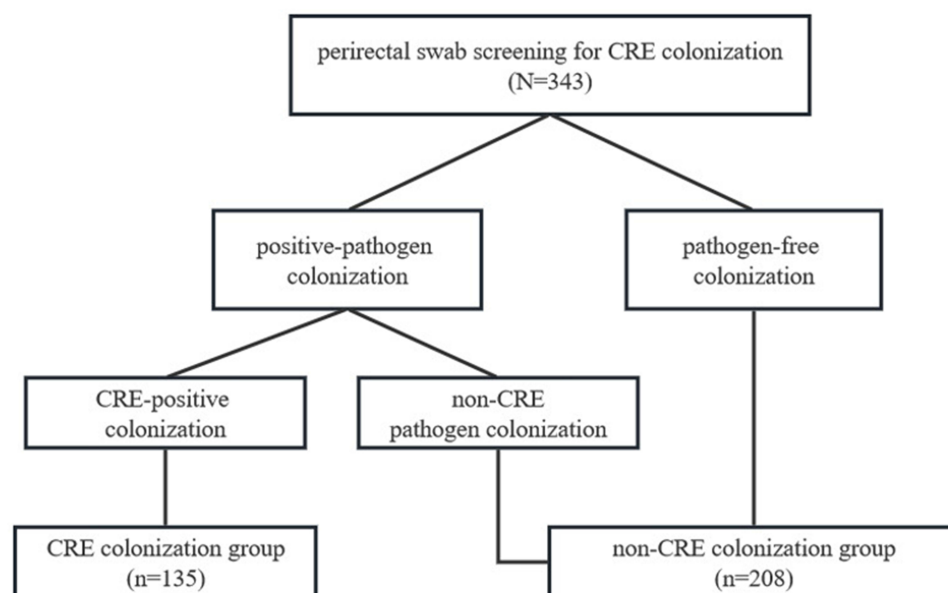 perirectal swab screening for CRE colonization
(N=343)
positive-pathogen
colonization
pathogen-free
colonization
CRE-positive
colonization
non-CRE
pathogen colonization
CRE colonization group
(n=135)
non-CRE colonization group
(n=208)